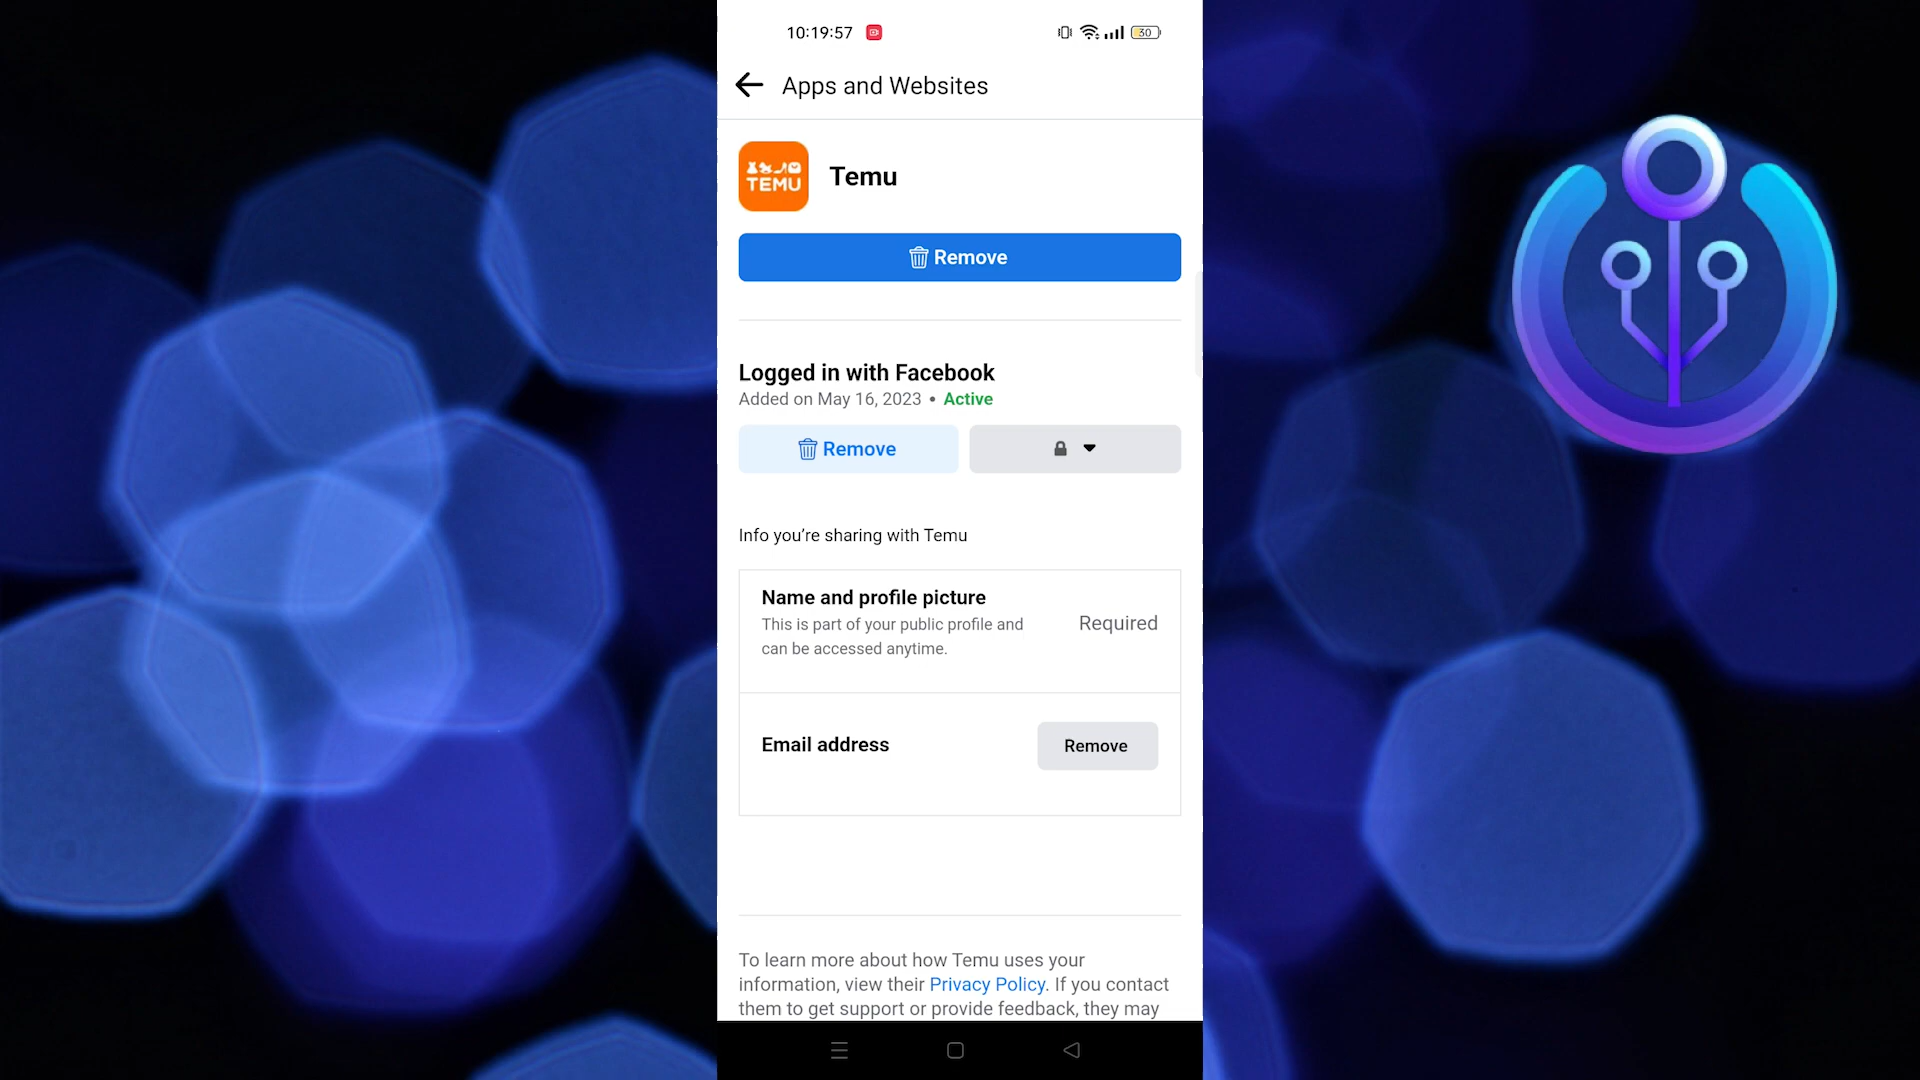 10:19:57
30
Apps and Websites
TEMU
Temu
Remove
Logged in with Facebook
Added on May 16, 2023 • Active
Remove
Info you’re sharing with Temu
Name and profile picture
This is part of your public profile and
can be accessed anytime.
Required
Email address
Remove
To learn more about how Temu uses your
information, view their Privacy Policy. If you contact
them to get support or provide feedback, they may